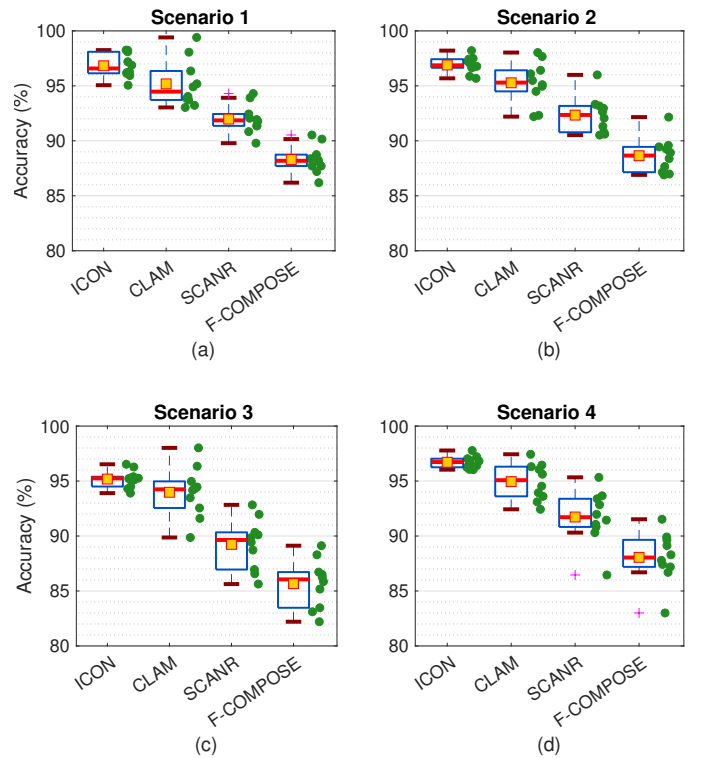 Scenario 1
Accuracy (%)
100
95
90
85
80
ICON
CLAM
SCANR
F-COMPOSE
(a)
Scenario 2
100
95
90
85
80
ICON
CLAM
SCANR
F-COMPOSE
(b)
Scenario 3
Accuracy (%)
100
95
90
85
80
ICON
CLAM
SCANR
F-COMPOSE
(c)
Scenario 4
100
95
90
85
80
ICON
CLAM
SCANR
F-COMPOSE
(d)